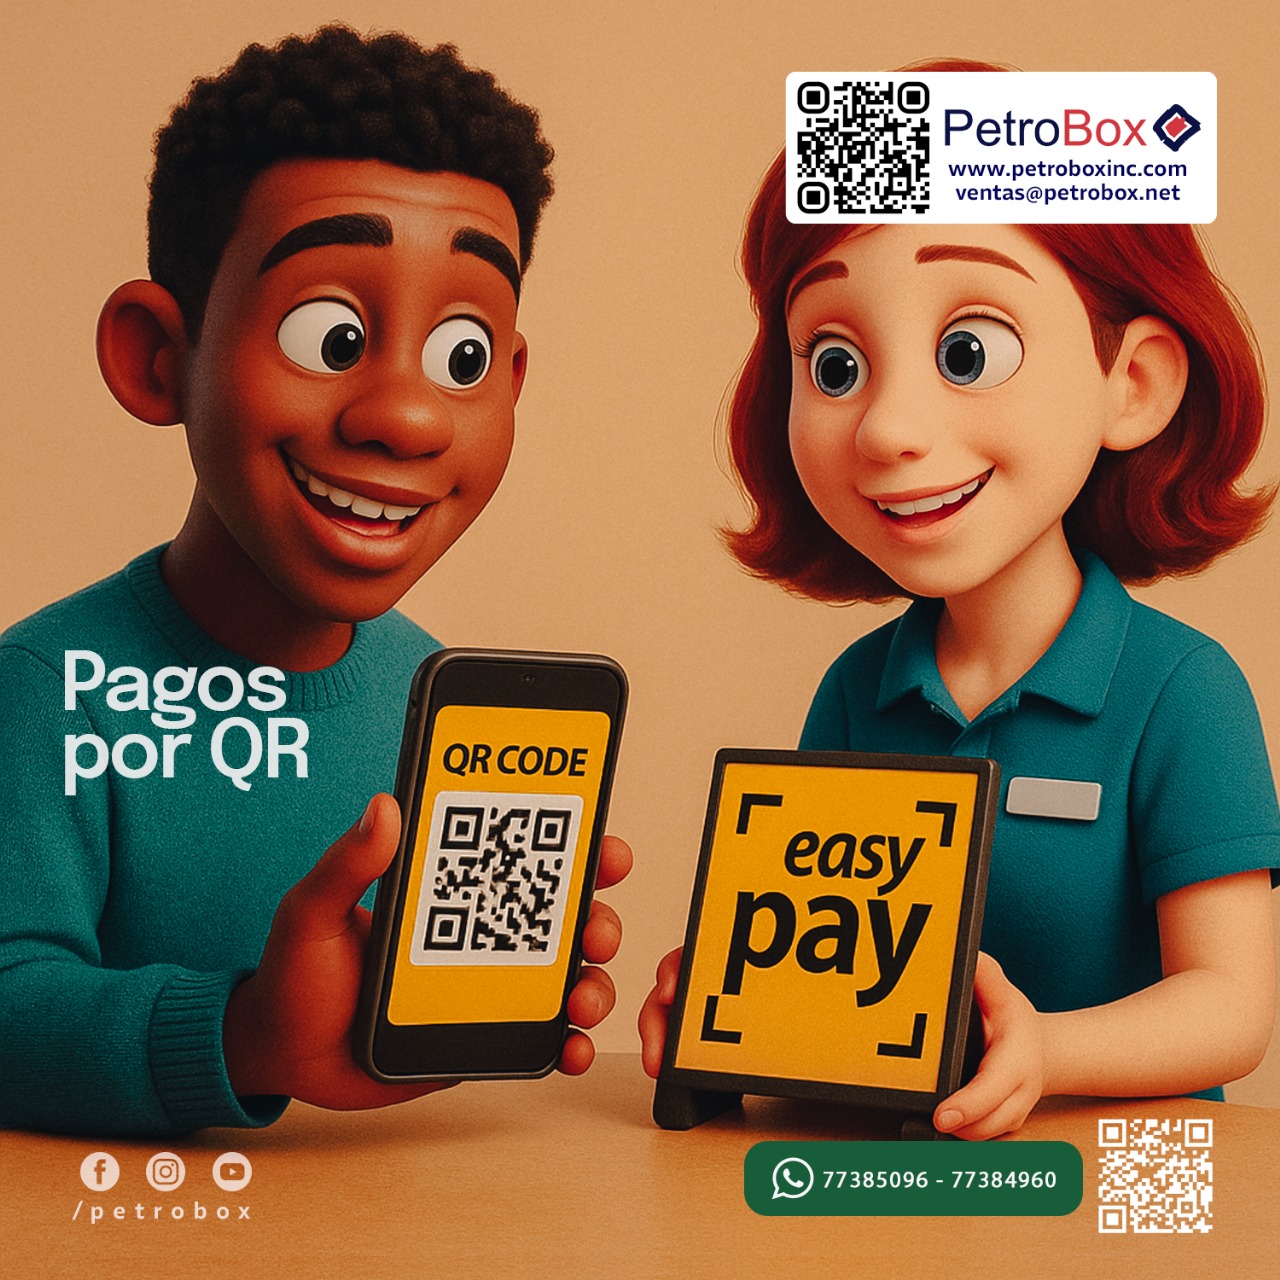 PetroBox
www.petroboxinc.com
ventas@petrobox.net
Pagos
por QR
QR CODE
easy
pay
/petrobox
77385096 - 77384960